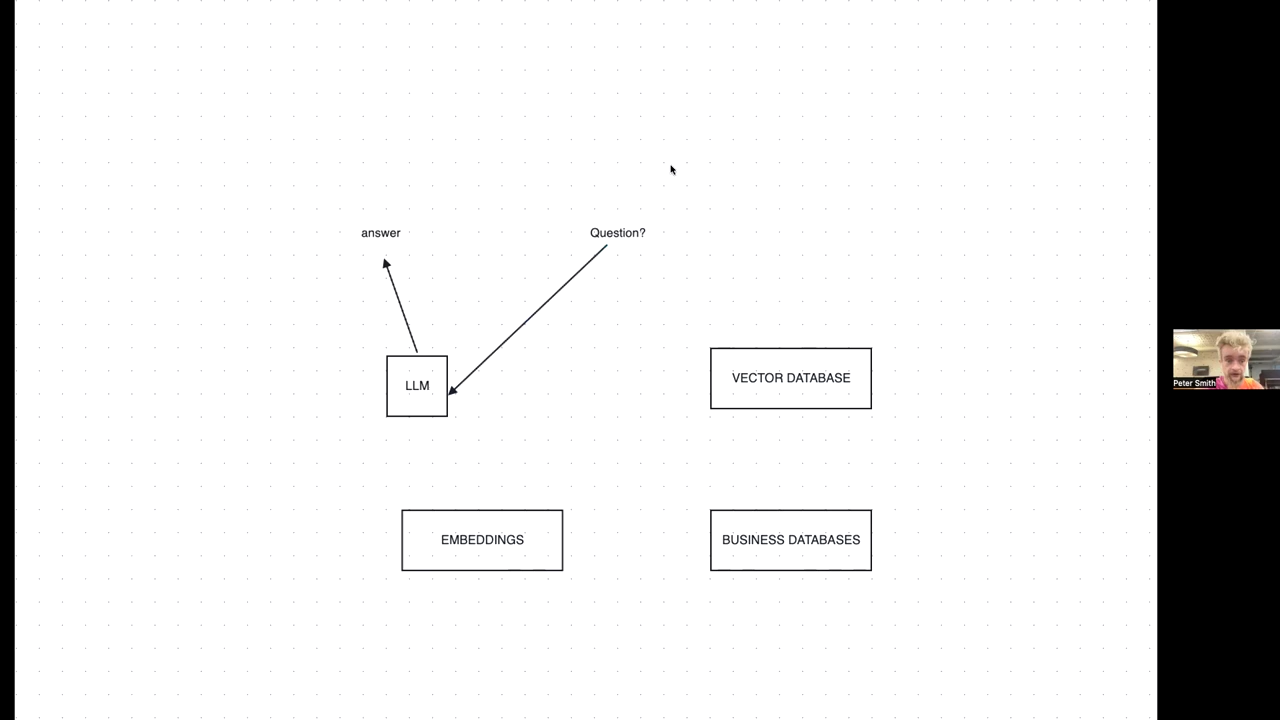 answer
Question?
LLM
VECTOR DATABASE
Peter Smith
EMBEDDINGS
BUSINESS DATABASES